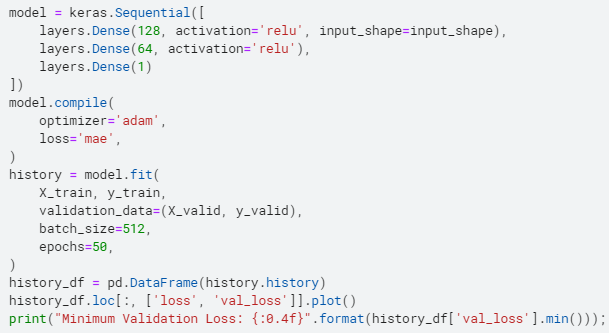 model = keras.Sequential([
    layers.Dense(128, activation='relu', input_shape=input_shape),
    layers.Dense(64, activation='relu'),
    layers.Dense(1)
])
model.compile(
    optimizer='adam',
    loss='mae',
)
history = model.fit(
    X_train, y_train,
    validation_data=(X_valid, y_valid),
    batch_size=512,
    epochs=50,
)
history_df = pd.DataFrame(history.history)
history_df.loc[:, ['loss', 'val_loss']].plot()
print("Minimum Validation Loss: {:0.4f}".format(history_df['val_loss'].min()));